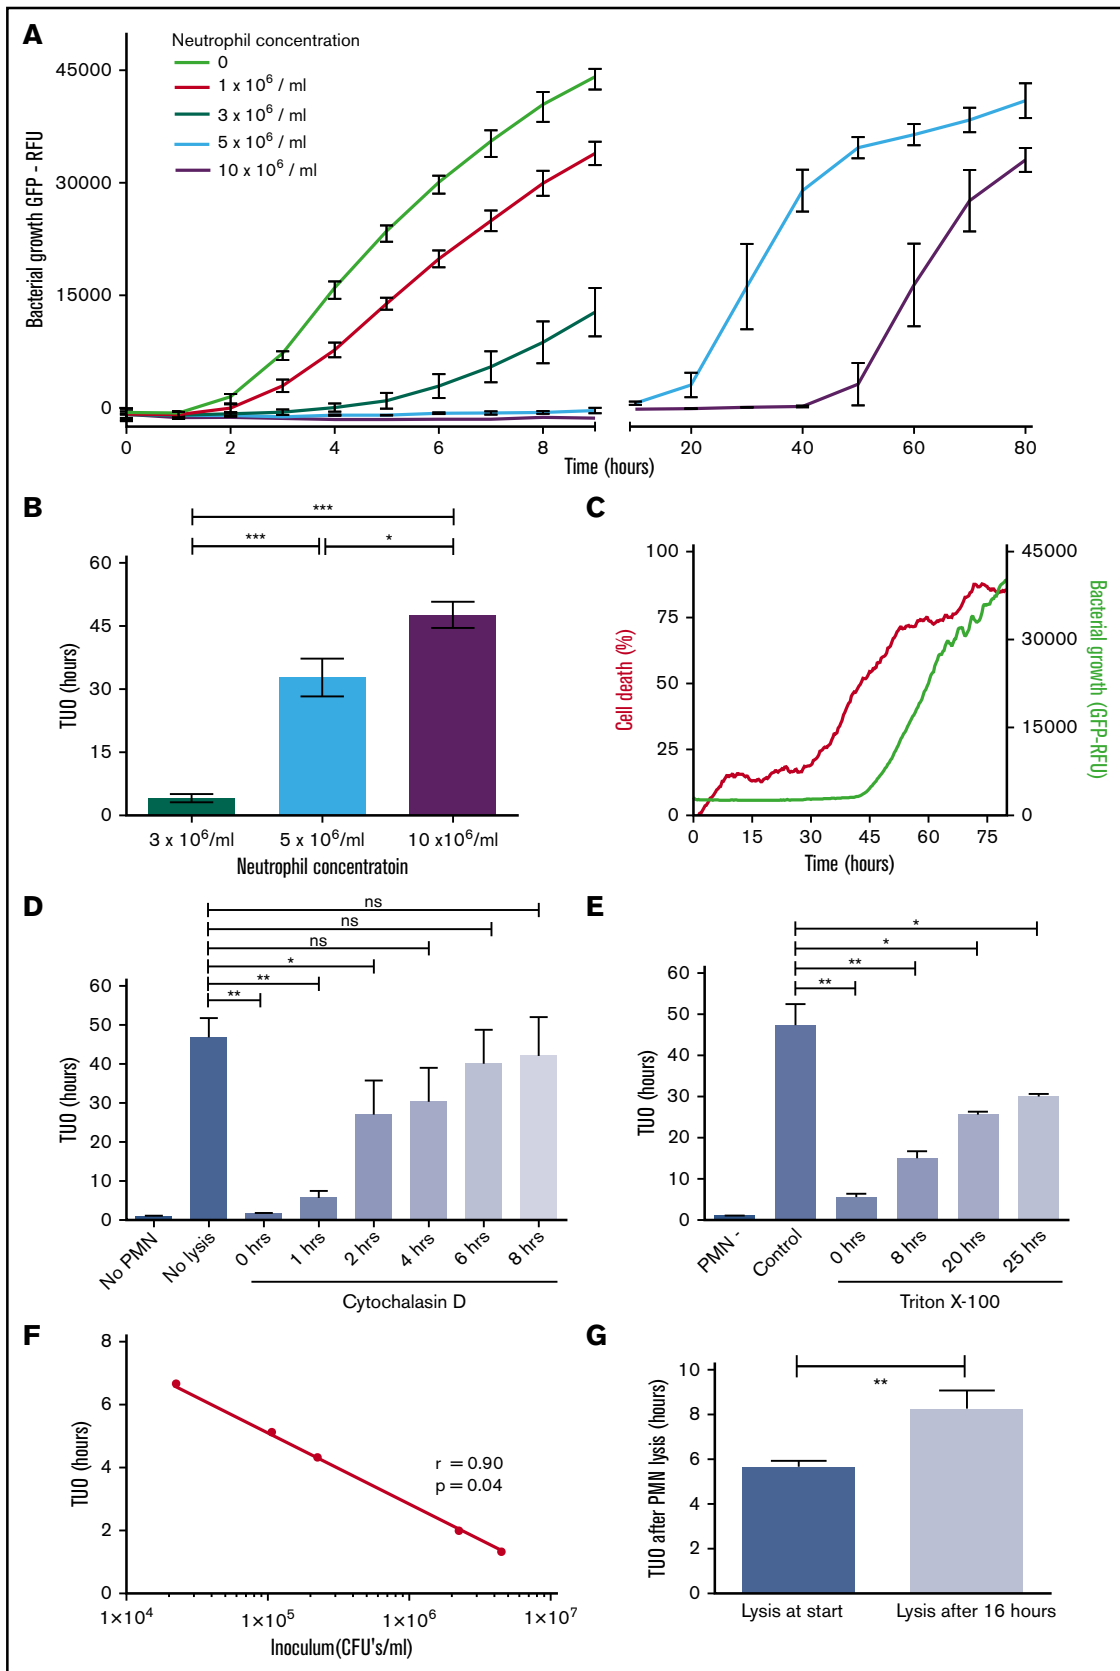 A
Neutrophil concentration
0
1 x 10⁶ / ml
3 x 10⁶ / ml
5 x 10⁶ / ml
10 x 10⁶ / ml
Bacterial growth GFP - RFU
45000
30000
15000
0
0 2 4 6 8 20 40 60 80
Time (hours)
B
***
*** *
TUO (hours)
60
45
30
15
0
3 x 10⁶/ml 5 x 10⁶/ml 10 x10⁶/ml
Neutrophil concentratoin
C
Cell death (%)
100
75
50
25
0
45000
30000
15000
0
Bacterial growth
(GFP-RFU)
0 15 30 45 60 75
Time (hours)
D
ns
ns
ns
*
**
**
TUO (hours)
60
50
40
30
20
10
0
No PMN No lysis 0 hrs 1 hrs 2 hrs 4 hrs 6 hrs 8 hrs
Cytochalasin D
E
*
*
**
**
TUO (hours)
60
50
40
30
20
10
0
PMN - Control 0 hrs 8 hrs 20 hrs 25 hrs
Triton X-100
F
TUO (hours)
8
6
4
2
0
r = 0.90
p = 0.04
1×10⁴ 1×10⁵ 1×10⁶ 1×10⁷
Inoculum(CFU's/ml)
G
**
TUO after PMN lysis (hours)
10
8
6
4
2
0
Lysis at start Lysis after 16 hours